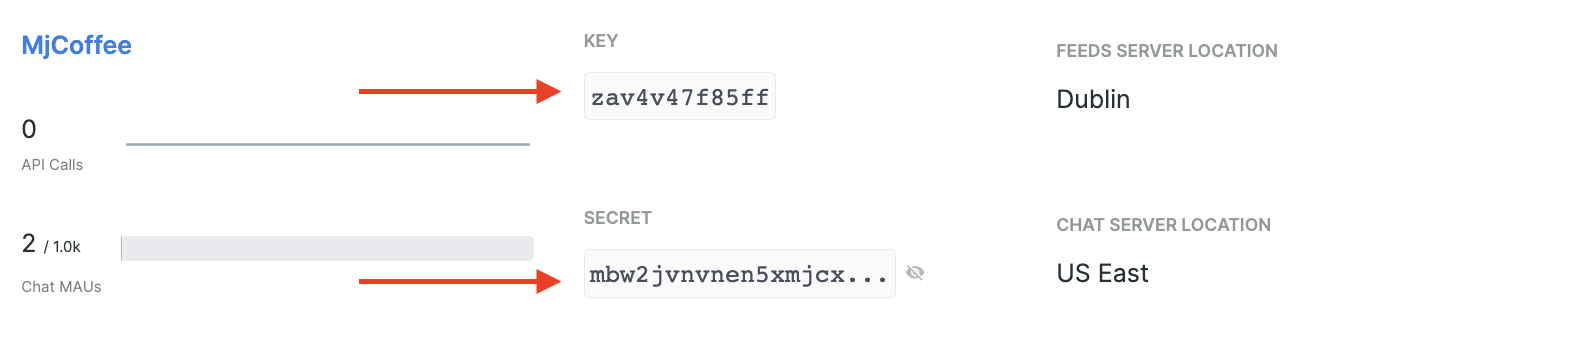 MjCoffee
0
API Calls
2 / 1.0k
Chat MAUs
KEY
zav4v47f85ff
SECRET
mbw2jvnvnen5xmjcx...
FEEDS SERVER LOCATION
Dublin
CHAT SERVER LOCATION
US East